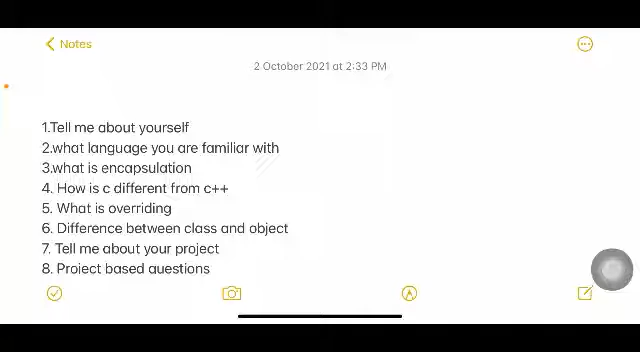 Notes
2 October 2021 at 2:33 PM
1.Tell me about yourself
2.what language you are familiar with
3.what is encapsulation
4. How is c different from c++
5. What is overriding
6. Difference between class and object
7. Tell me about your project
8. Project based questions